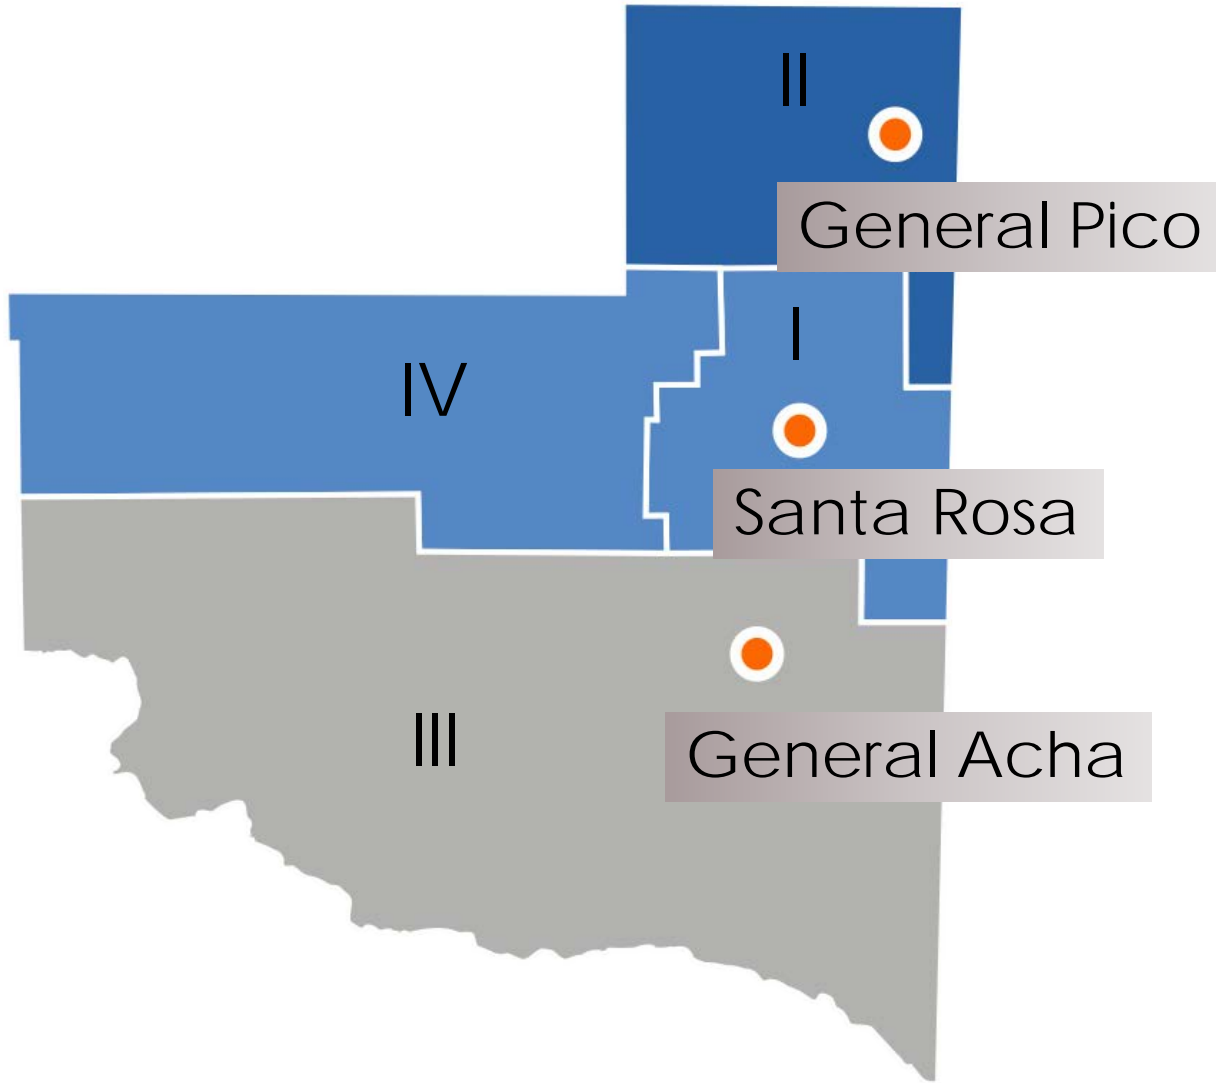 II
General Pico
I
IV
Santa Rosa
III
General Acha